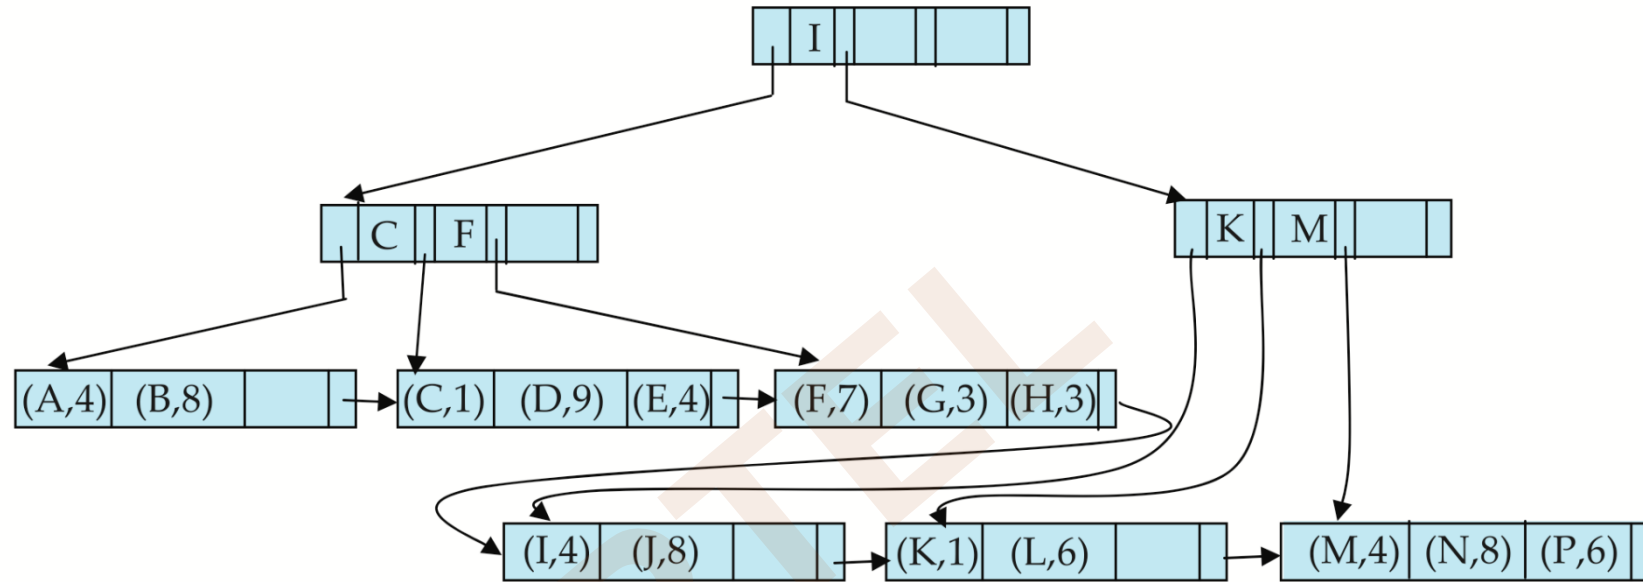 I
C F
K M
(A,4) (B,8) (C,1) (D,9) (E,4) (F,7) (G,3) (H,3)
(I,4) (J,8) (K,1) (L,6) (M,4) (N,8) (P,6)